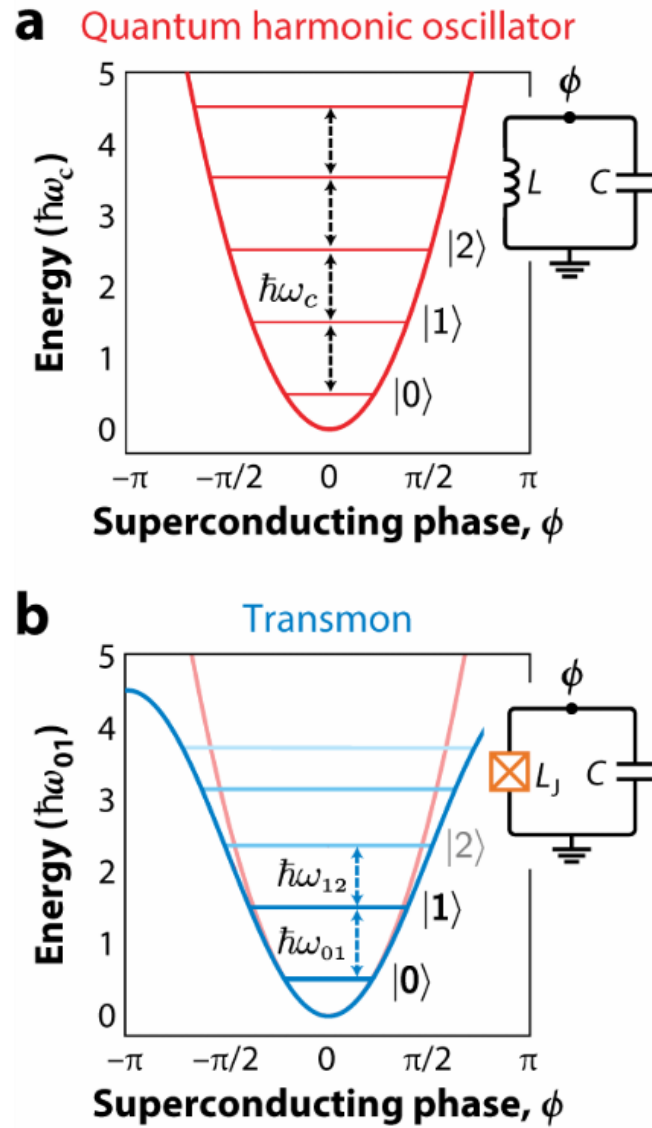 a Quantum harmonic oscillator
5
4
3
2
1
0
Energy (ℏω_c)
ϕ
L
C
|2⟩
ℏω_c
|1⟩
|0⟩
−π
−π/2
0
π/2
π
Superconducting phase, ϕ
b Transmon
5
4
3
2
1
0
Energy (ℏω_01)
ϕ
L_J
C
|2⟩
ℏω_12
|1⟩
ℏω_01
|0⟩
−π
−π/2
0
π/2
π
Superconducting phase, ϕ